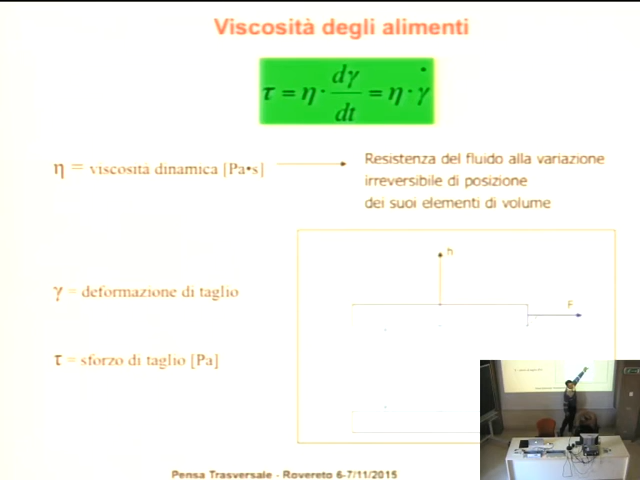 Viscosità degli alimenti
τ = η · dγ/dt = η · γ̇
η = viscosità dinamica [Pa•s]
Resistenza del fluido alla variazione
irreversibile di posizione
dei suoi elementi di volume
h
γ = deformazione di taglio
F
τ = sforzo di taglio [Pa]
Pensa Trasversale - Rovereto 6-7/11/2015